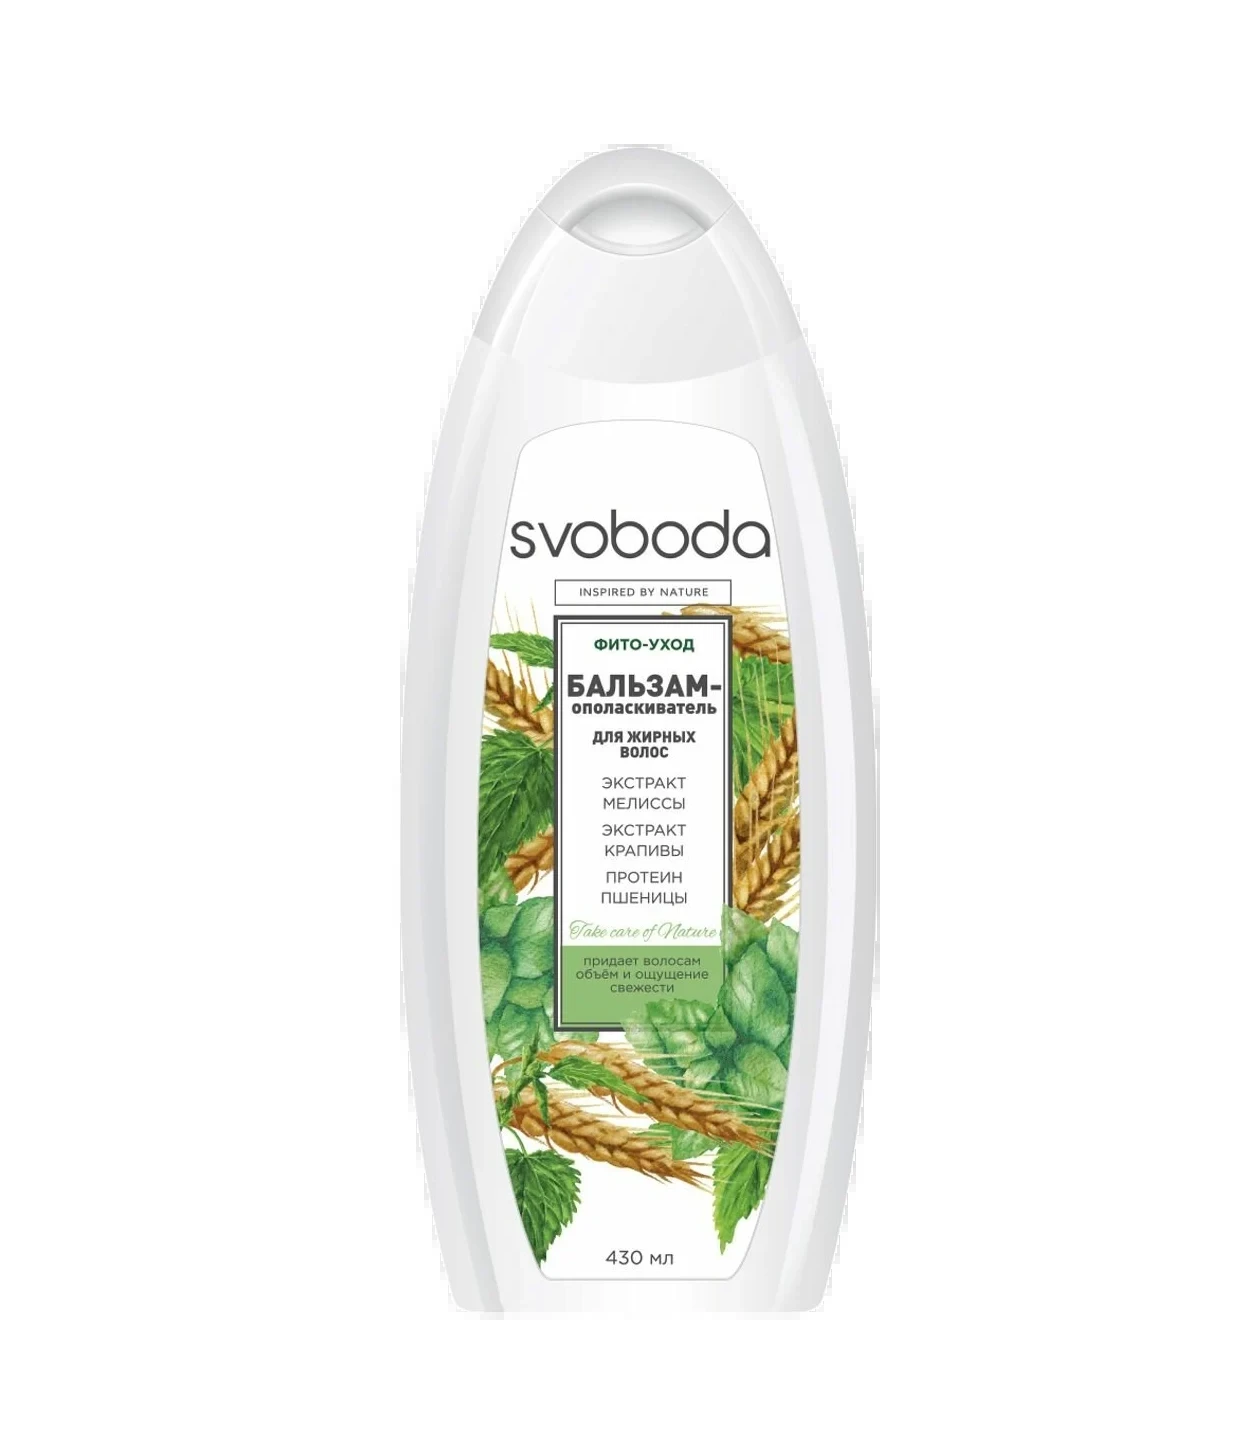 svoboda
INSPIRED BY NATURE
ФИТО-УХОД
БАЛЬЗАМ-
ополаскиватель
ДЛЯ ЖИРНЫХ
ВОЛОС
ЭКСТРАКТ
МЕЛИССЫ
ЭКСТРАКТ
КРАПИВЫ
ПРОТЕИН
ПШЕНИЦЫ
Take care of Nature
придает волосам
объём и ощущение
свежести
430 мл